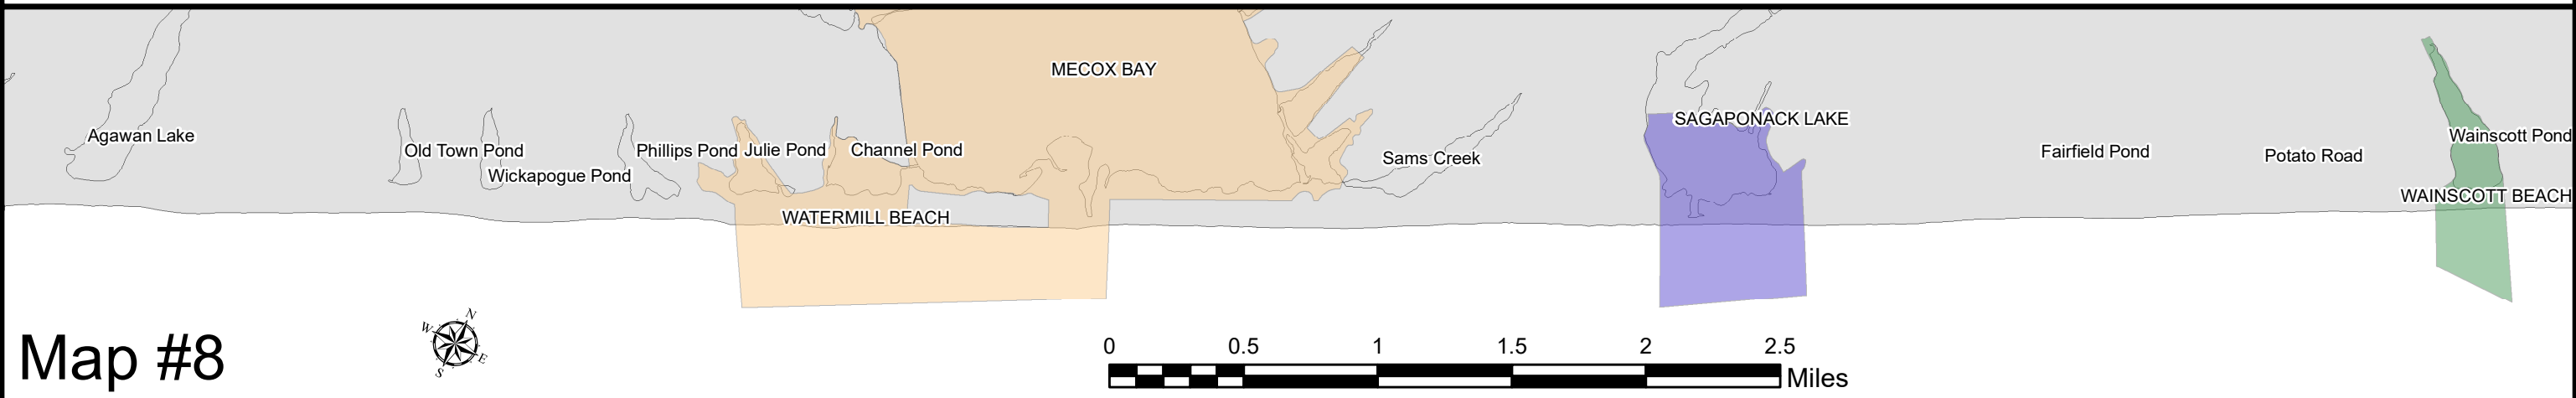 MECOX BAY
SAGAPONACK LAKE
Agawan Lake
Wainscott Pond
Old Town Pond
Phillips Pond
Julie Pond
Channel Pond
Fairfield Pond
Potato Road
Sams Creek
Wickapogue Pond
WAINSCOTT BEACH
WATERMILL BEACH
Map #8
N
W
E
S
0 0.5 1 1.5 2 2.5
Miles